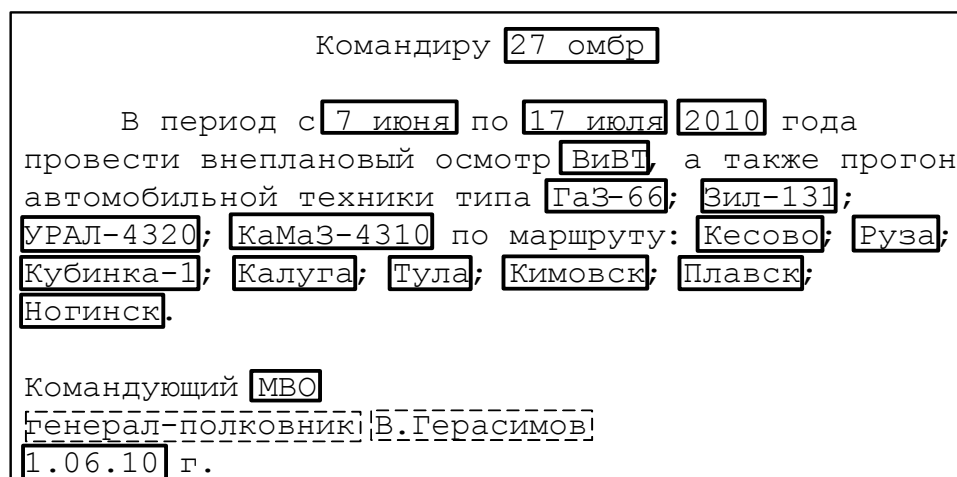 Командиру 27 омбр
В период с 7 июня по 17 июля 2010 года
провести внеплановый осмотр ВиВТ, а также прогон
автомобильной техники типа ГаЗ-66; Зил-131;
УРАЛ-4320; КаМаЗ-4310 по маршруту: Кесово; Руза;
Кубинка-1; Калуга; Тула; Кимовск; Плавск;
Ногинск.
Командующий МВО
генерал-полковник В.Герасимов
1.06.10 г.